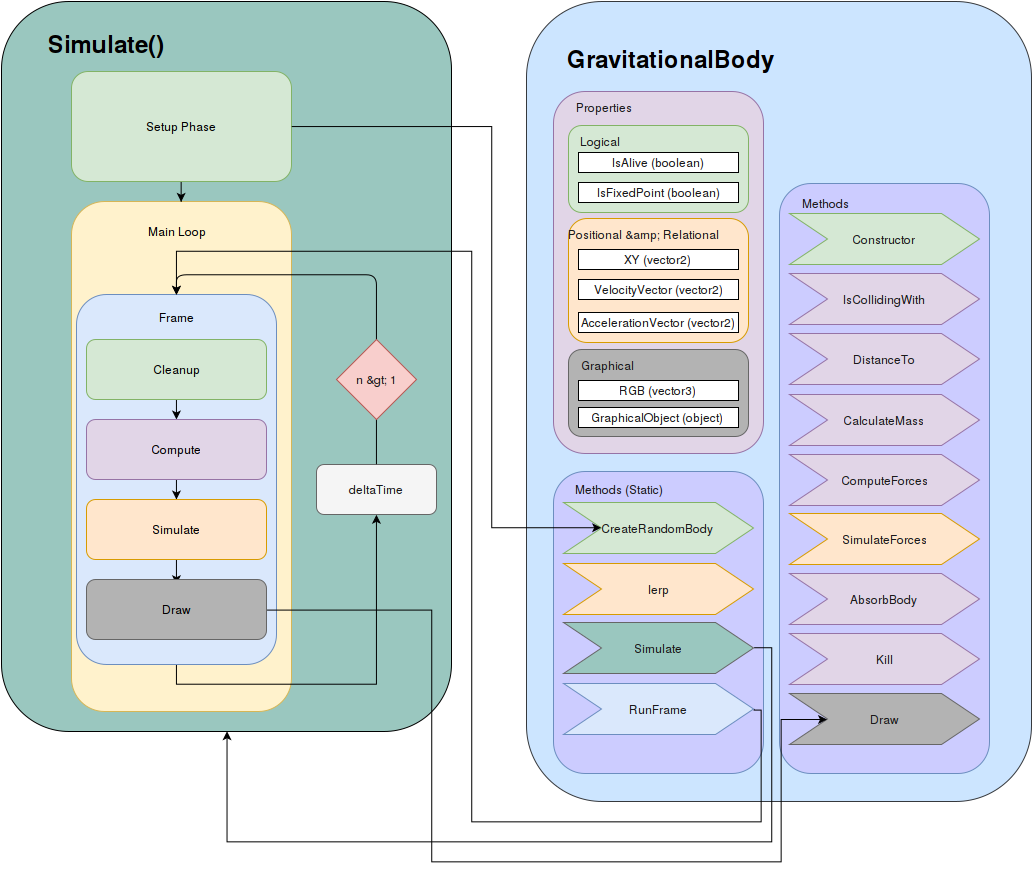 Simulate()
Setup Phase
Main Loop
Frame
Cleanup
Compute
Simulate
Draw
n &gt; 1
deltaTime
GravitationalBody
Properties
Logical
IsAlive (boolean)
IsFixedPoint (boolean)
Positional &amp; Relational
XY (vector2)
VelocityVector (vector2)
AccelerationVector (vector2)
Graphical
RGB (vector3)
GraphicalObject (object)
Methods (Static)
CreateRandomBody
lerp
Simulate
RunFrame
Methods
Constructor
IsCollidingWith
DistanceTo
CalculateMass
ComputeForces
SimulateForces
AbsorbBody
Kill
Draw